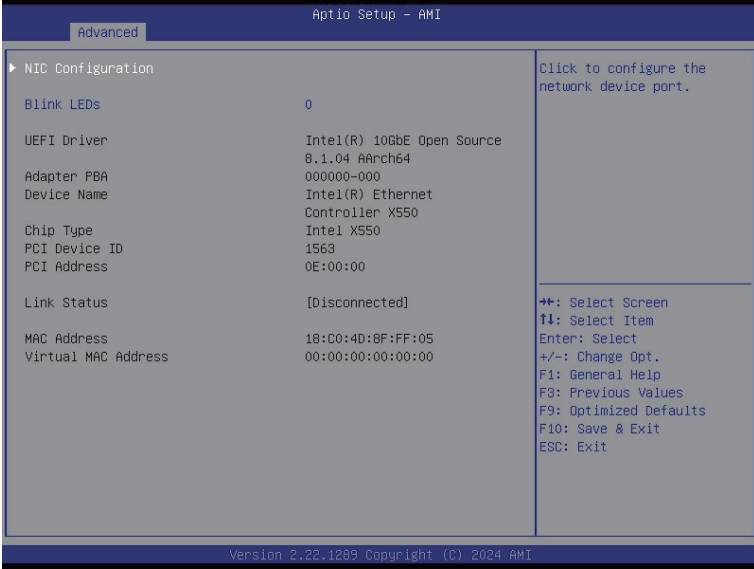 Aptio Setup – AMI
Advanced
▶ NIC Configuration
Blink LEDs 0
UEFI Driver Intel(R) 10GbE Open Source
8.1.04 AArch64
Adapter PBA 000000-000
Device Name Intel(R) Ethernet
Controller X550
Chip Type Intel X550
PCI Device ID 1563
PCI Address 0E:00:00
Link Status [Disconnected]
MAC Address 18:C0:4D:8F:FF:05
Virtual MAC Address 00:00:00:00:00:00
Click to configure the
network device port.
→←: Select Screen
↑↓: Select Item
Enter: Select
+/-: Change Opt.
F1: General Help
F3: Previous Values
F9: Optimized Defaults
F10: Save & Exit
ESC: Exit
Version 2.22.1289 Copyright (C) 2024 AMI